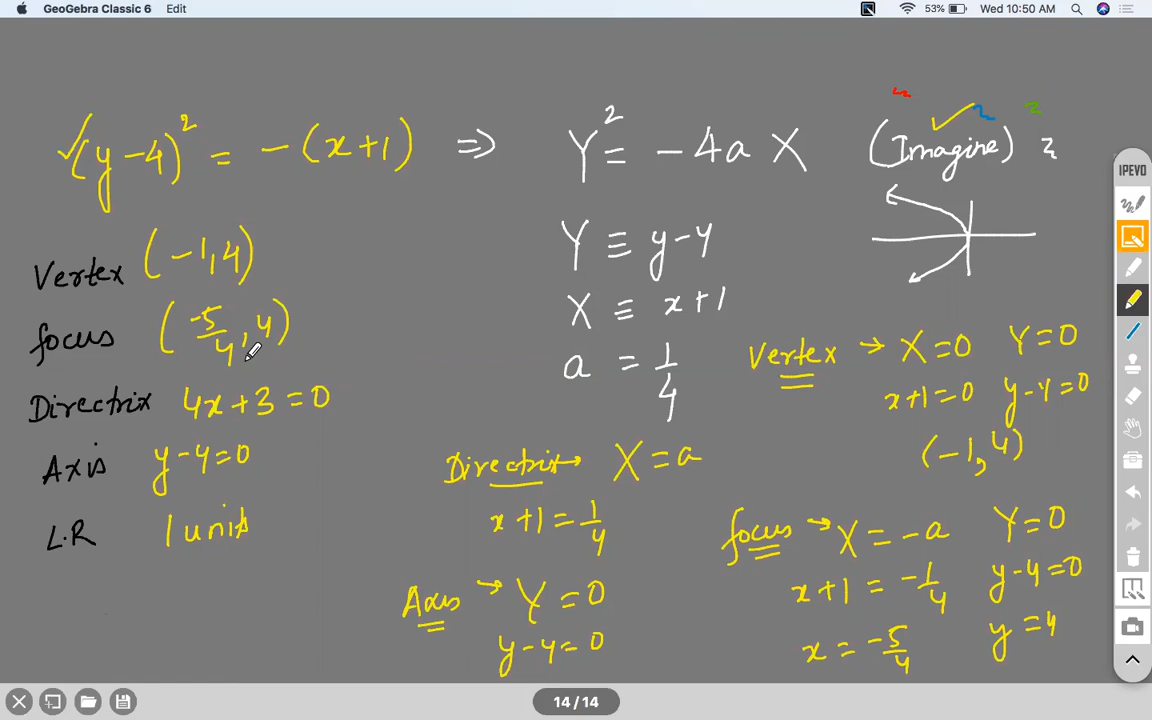 GeoGebra Classic 6 Edit 53% Wed 10:50 AM
(y-4)² = -(x+1) ⇒ Y² = -4aX (Imagine)
Vertex (-1,4)
focus (-5/4, 4)
Directrix 4x+3=0
Axis y-4=0
L.R 1 units
Y ≡ y-4
X ≡ x+1
a = 1/4
Vertex → X=0 Y=0
x+1=0 y-4=0
(-1,4)
Directrix→ X=a
x+1=1/4
Axis → Y=0
y-4=0
focus → X=-a Y=0
x+1=-1/4 y-4=0
x=-5/4 y=4
IPEVO
14/14